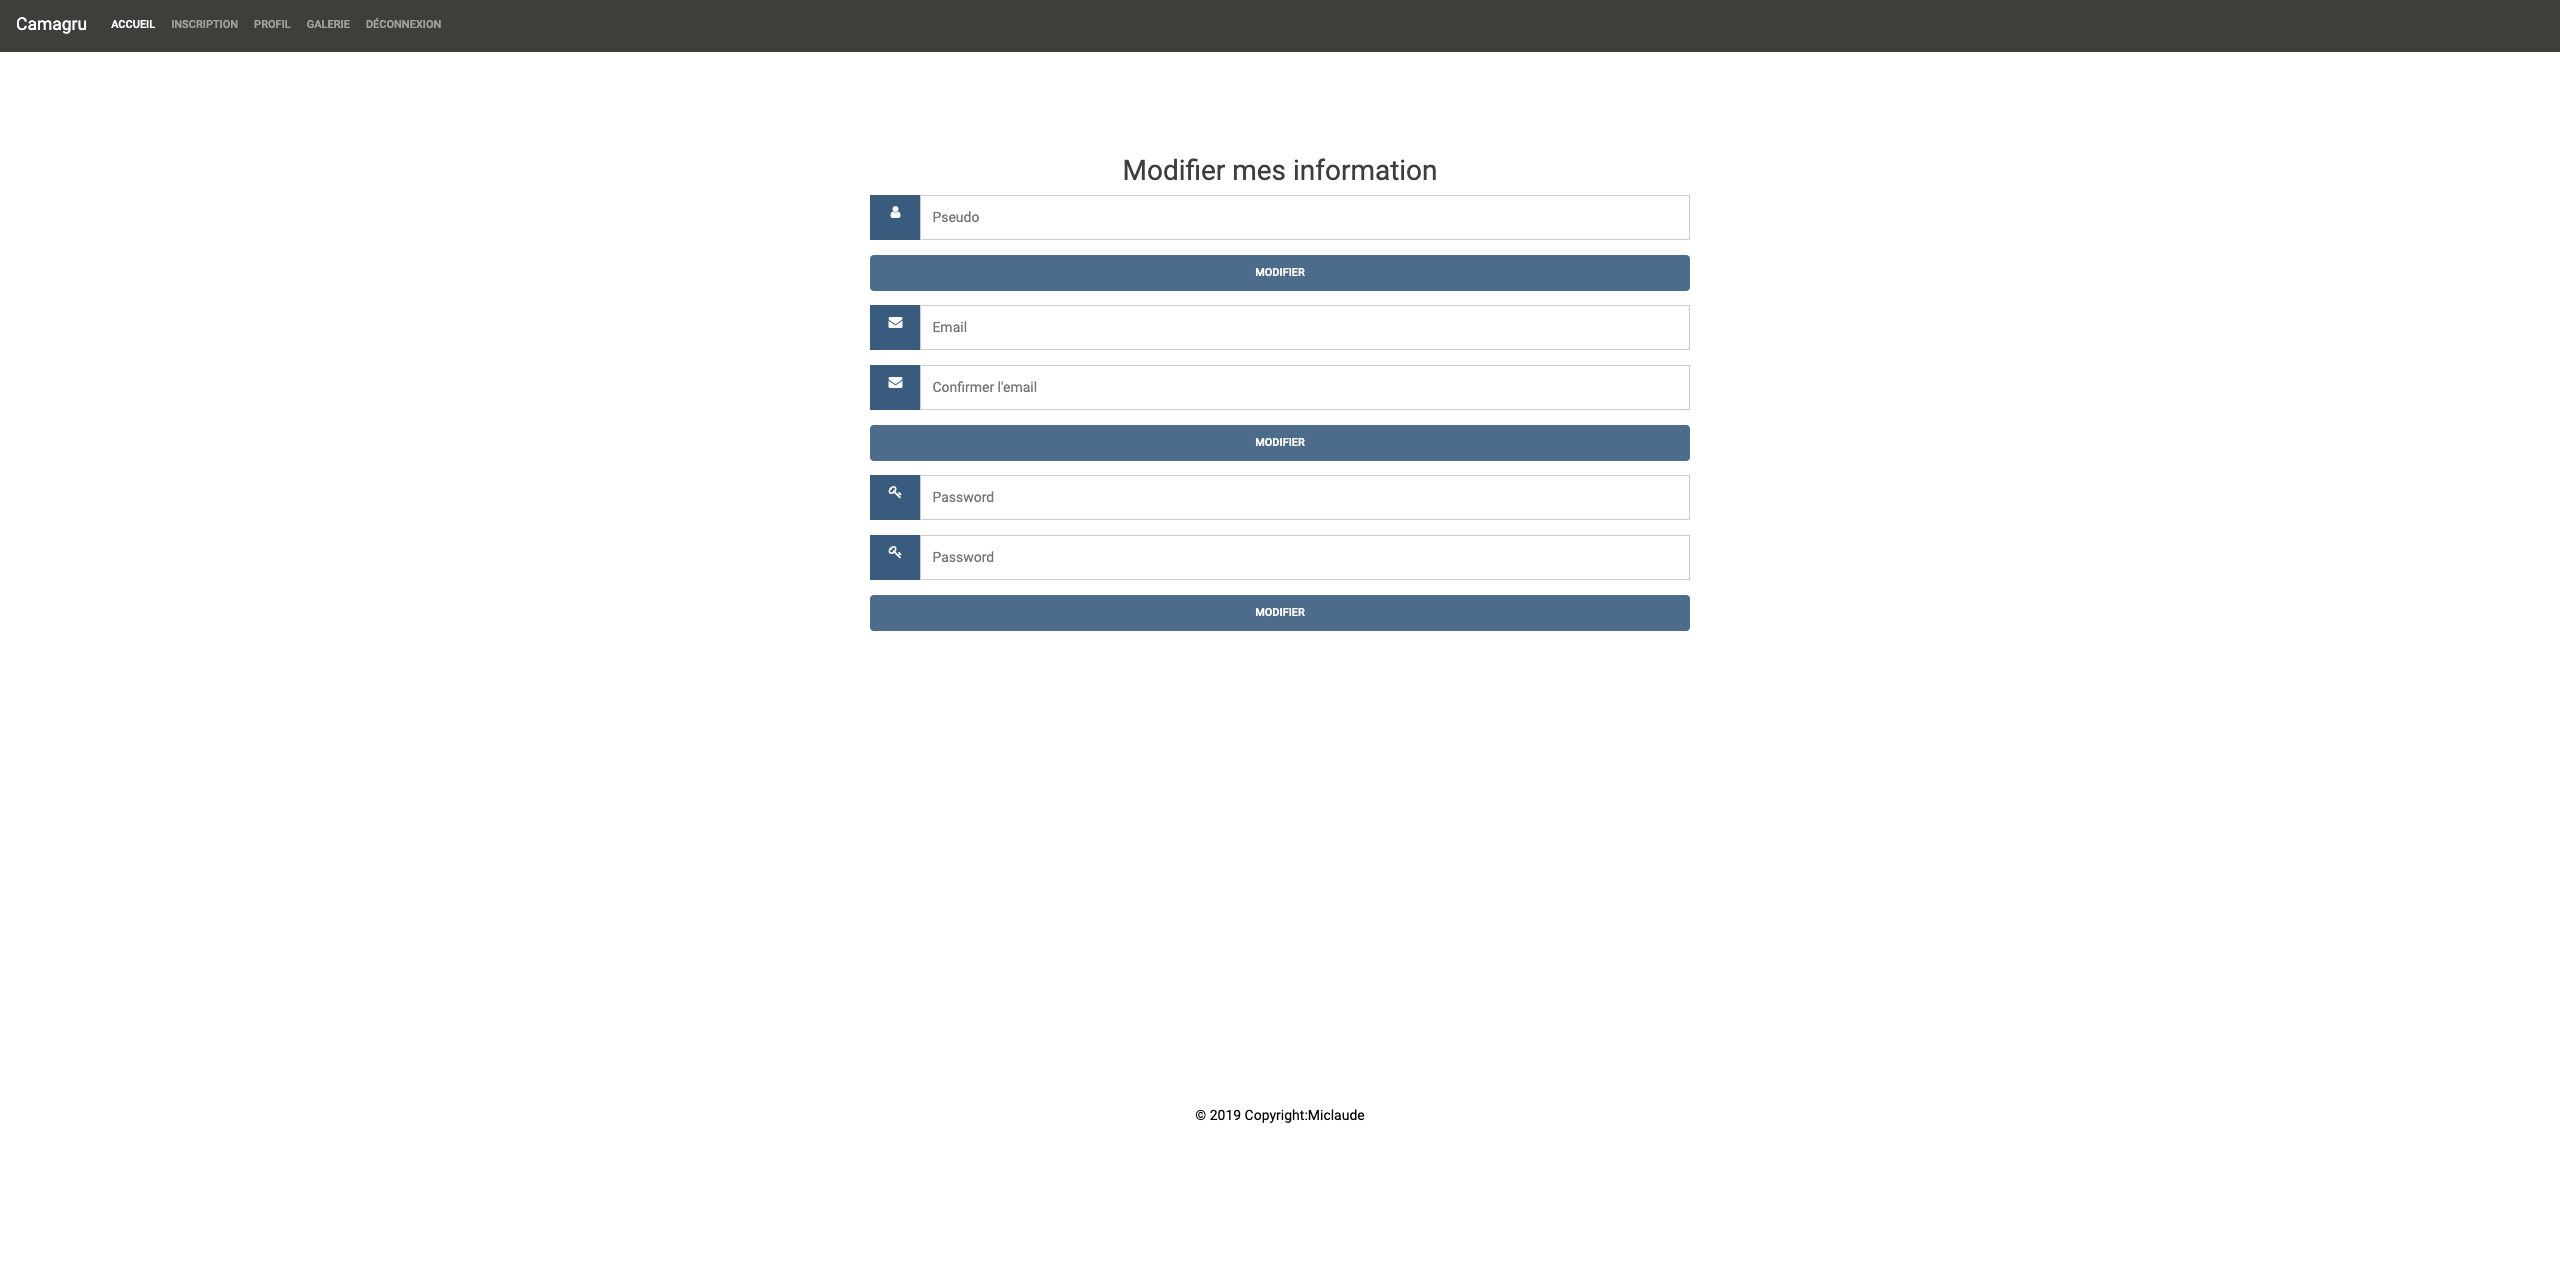 Camagru ACCUEIL INSCRIPTION PROFIL GALERIE DÉCONNEXION
Modifier mes information
Pseudo
MODIFIER
Email
Confirmer l'email
MODIFIER
Password
Password
MODIFIER
© 2019 Copyright:Miclaude